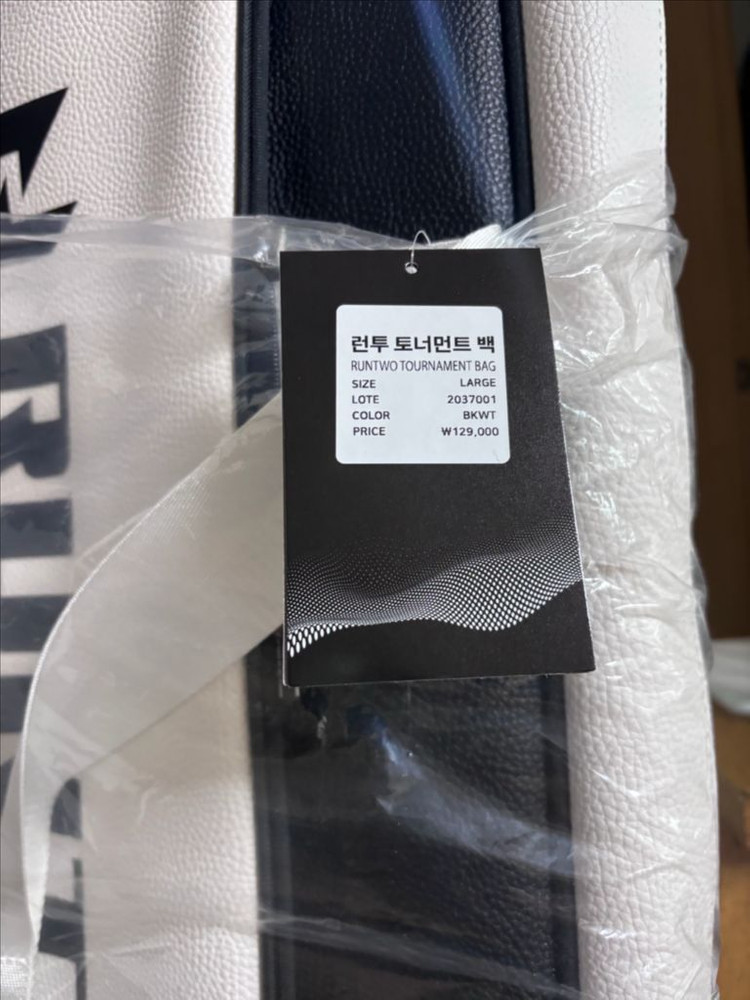 런투 토너먼트 백
RUNTWO TOURNAMENT BAG
SIZE LARGE
LOTE 2037001
COLOR BKWT
PRICE ₩129,000